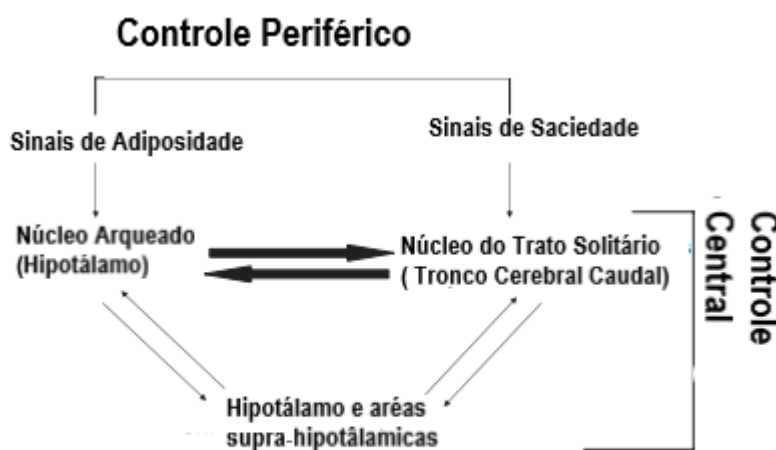 Controle Periférico
Sinais de Adiposidade
Sinais de Saciedade
Núcleo Arqueado
(Hipotálamo)
Núcleo do Trato Solitário
( Tronco Cerebral Caudal)
Hipotálamo e aréas
supra-hipotâlamicas
Controle
Central